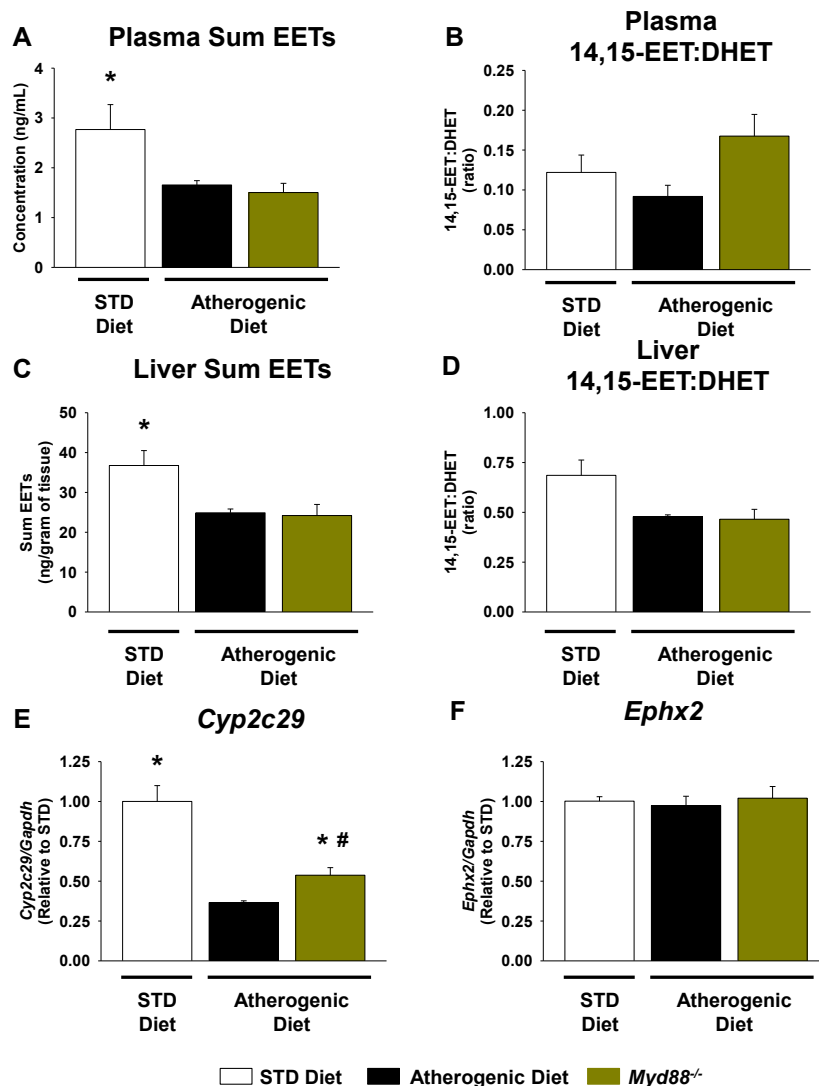 A
Plasma Sum EETs
Concentration (ng/mL)
4
3
2
1
0
*
STD
Diet
Atherogenic
Diet
B
Plasma
14,15-EET:DHET
14,15-EET:DHET
(ratio)
0.25
0.20
0.15
0.10
0.05
0.00
STD
Diet
Atherogenic
Diet
C
Liver Sum EETs
Sum EETs
(ng/gram of tissue)
50
40
30
20
10
0
*
STD
Diet
Atherogenic
Diet
D
Liver
14,15-EET:DHET
14,15-EET:DHET
(ratio)
1.00
0.75
0.50
0.25
0.00
STD
Diet
Atherogenic
Diet
E
Cyp2c29
Cyp2c29/Gapdh
(Relative to STD)
1.25
1.00
0.75
0.50
0.25
0.00
*
* #
STD
Diet
Atherogenic
Diet
F
Ephx2
Ephx2/Gapdh
(Relative to STD)
1.25
1.00
0.75
0.50
0.25
0.00
STD
Diet
Atherogenic
Diet
STD Diet Atherogenic Diet Myd88-/-